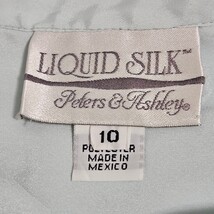 LIQUID SILK™
Peters & Ashley®
10
POLYESTER
MADE IN
MEXICO